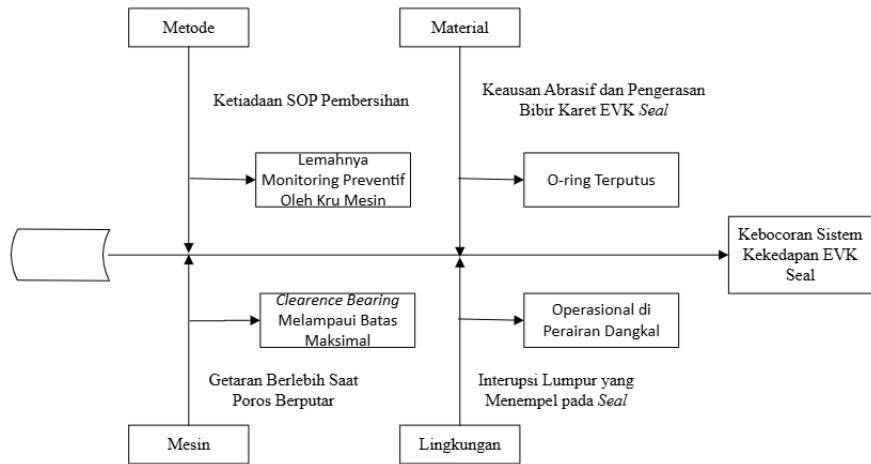 Metode
Material
Ketiadaan SOP Pembersihan
Keausan Abrasif dan Pengerasan
Bibir Karet EVK Seal
Lemahnya
Monitoring Preventif
Oleh Kru Mesin
O-ring Terputus
Kebocoran Sistem
Kekedapan EVK
Seal
Clearence Bearing
Melampaui Batas
Maksimal
Operasional di
Perairan Dangkal
Getaran Berlebih Saat
Poros Berputar
Interupsi Lumpur yang
Menempel pada Seal
Mesin
Lingkungan